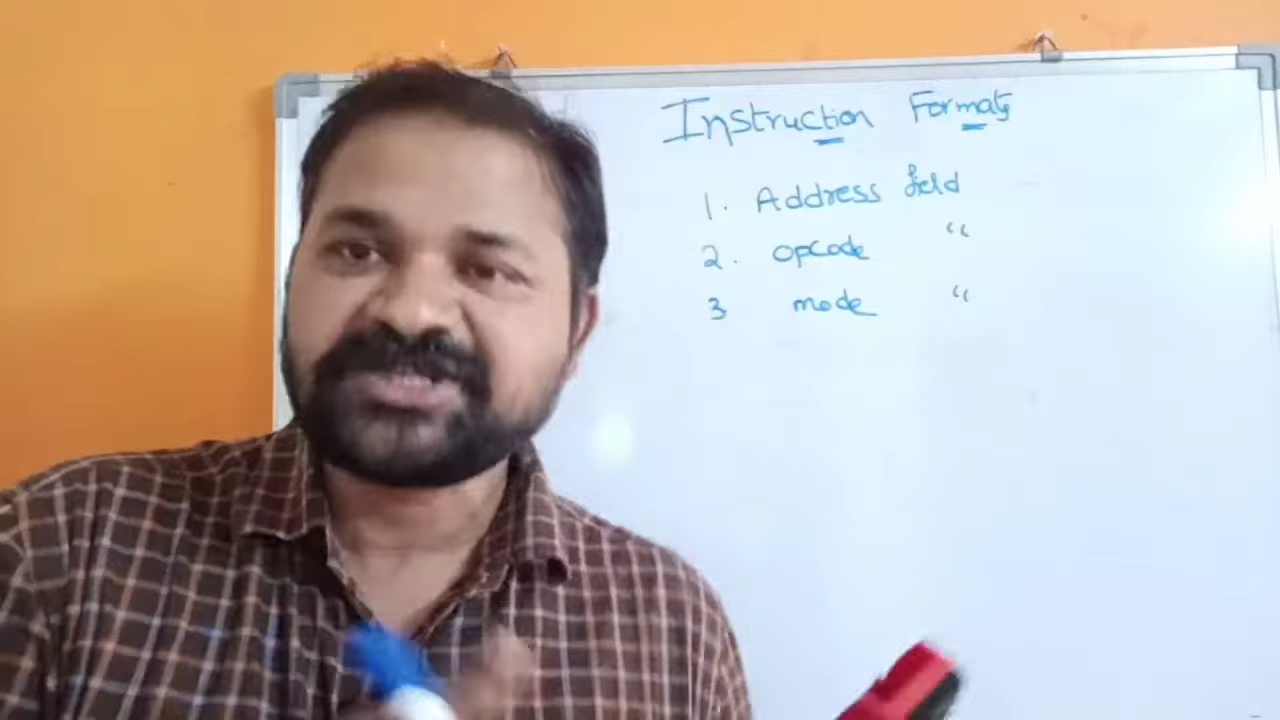 Instruction Formats
1. Address field
2. opcode "
3 mode "